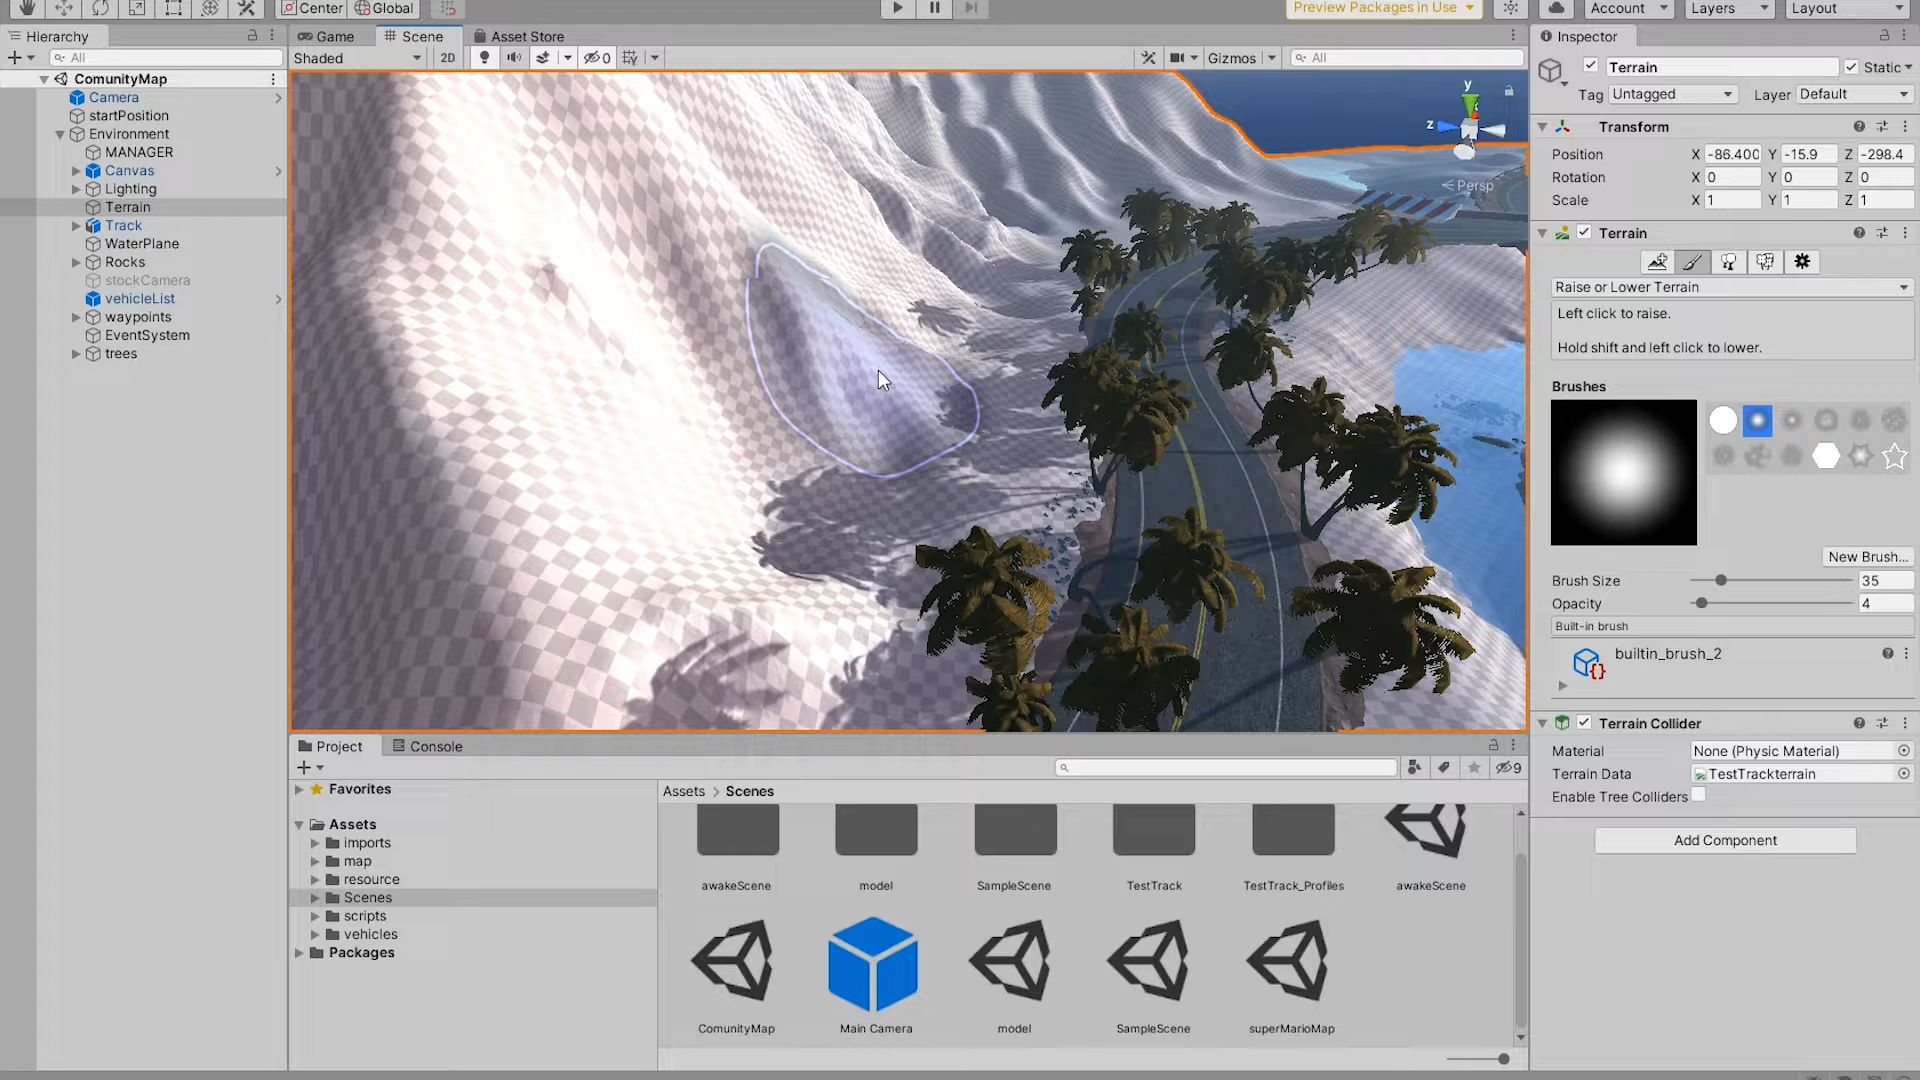 Center
Global
Preview Packages in Use
Account
Layers
Layout
Hierarchy
All
ComunityMap
Camera
startPosition
Environment
MANAGER
Canvas
Lighting
Terrain
Track
WaterPlane
Rocks
stockCamera
vehicleList
waypoints
EventSystem
trees
Game
Scene
Asset Store
Shaded
2D
0
Gizmos
All
y
z
Persp
Inspector
Terrain
Static
Tag Untagged
Layer Default
Transform
Position X -86.400 Y -15.9 Z -298.4
Rotation X 0 Y 0 Z 0
Scale X 1 Y 1 Z 1
Terrain
Raise or Lower Terrain
Left click to raise.
Hold shift and left click to lower.
Brushes
New Brush...
Brush Size 35
Opacity 4
Built-in brush
builtin_brush_2
Terrain Collider
Material None (Physic Material)
Terrain Data TestTrackterrain
Enable Tree Colliders
Add Component
Project
Console
9
Favorites
Assets
imports
map
resource
Scenes
scripts
vehicles
Packages
Assets > Scenes
awakeScene
model
SampleScene
TestTrack
TestTrack_Profiles
awakeScene
ComunityMap
Main Camera
model
SampleScene
superMarioMap